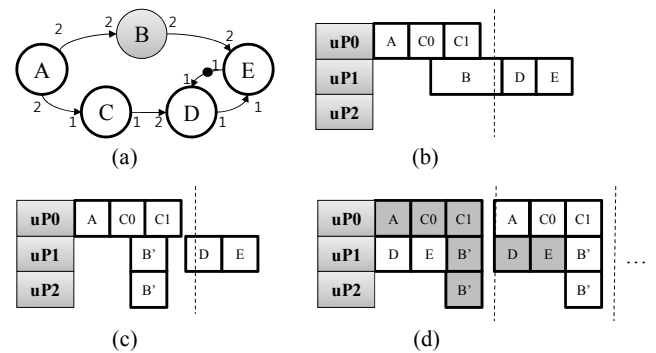 2 2 B 2 2
A 1 1 E
2 1 C 1 2 D 1 1
(a)
uP0 A C0 C1
uP1 B D E
uP2
(b)
uP0 A C0 C1
uP1 B' D E
uP2 B'
(c)
uP0 A C0 C1 A C0 C1
uP1 D E B' D E B' ...
uP2 B' B'
(d)